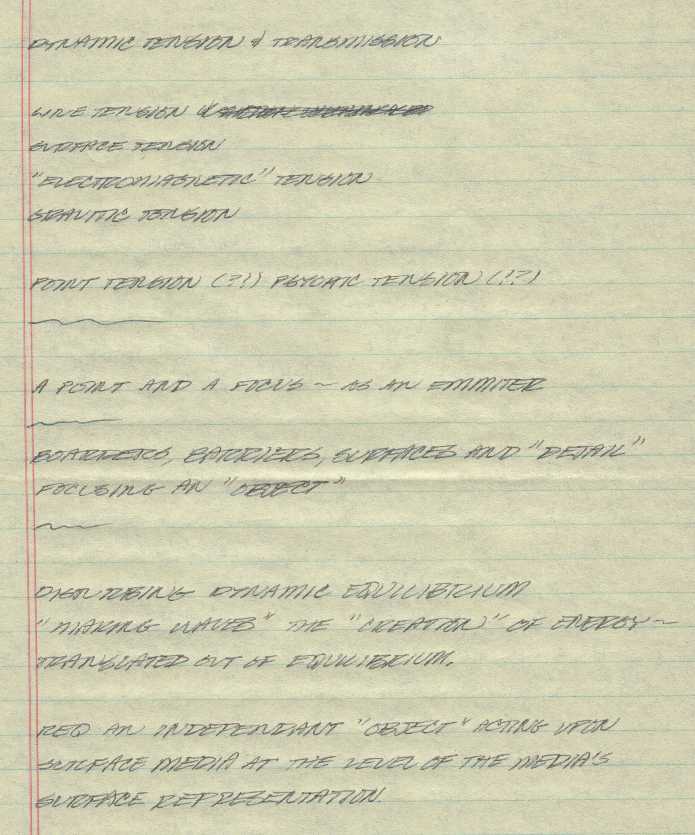 DYNAMIC TENSION & TRANSMISSION
LINE TENSION &
SURFACE TENSION
"ELECTROMAGNETIC" TENSION
GRAVITIC TENSION
POINT TENSION (??) PSYCHIC TENSION (??)
A POINT AND A FOCUS ~ AS AN EMMITER
BOARDERS, BARRIERS, SURFACES AND "DETAIL"
FOCUSING AN "OBJECT"
DISTURBING DYNAMIC EQUILIBRIUM
"MAKING WAVES" THE "CREATION" OF ENERGY ~
TRANSLATED OUT OF EQUILIBRIUM.
REQ AN INDEPENDANT "OBJECT" ACTING UPON
SURFACE MEDIA AT THE LEVEL OF THE MEDIA'S
SURFACE REPRESENTATION.